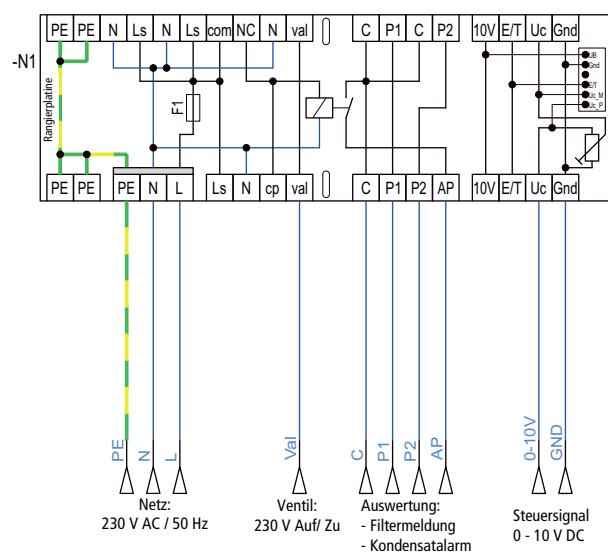 PE PE N Ls N Ls com NC N val C P1 C P2 10V E/T Uc Gnd
-N1
Rangierplatine
F1
UB
Gnd
E/T
Uc_M
Uc_P
PE PE PE N L Ls N cp val C P1 P2 AP 10V E/T Uc Gnd
PE N L Val C P1 P2 AP 0-10V GND
Netz:
230 V AC / 50 Hz
Ventil:
230 V Auf/ Zu
Auswertung:
- Filtermeldung
- Kondensatalarm
Steuersignal
0 - 10 V DC